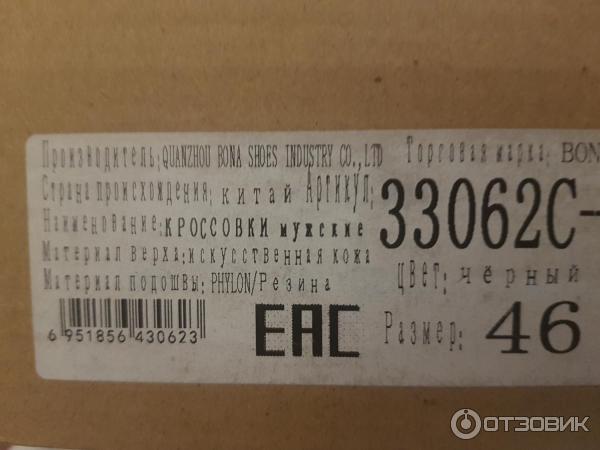 Производитель: QUANZHOU BONA SHOES INDUSTRY CO.,LTD Торговая марка: BON
Страна происхождения: китай Артикул: 33062C-
Наименование: КРОССОВКИ мужские
Материал верха: искусственная кожа Цвет: чёрный
Материал подошвы: PHYLON/Резина
6 951856 430623 EAC Размер: 46
ОТЗОВИК